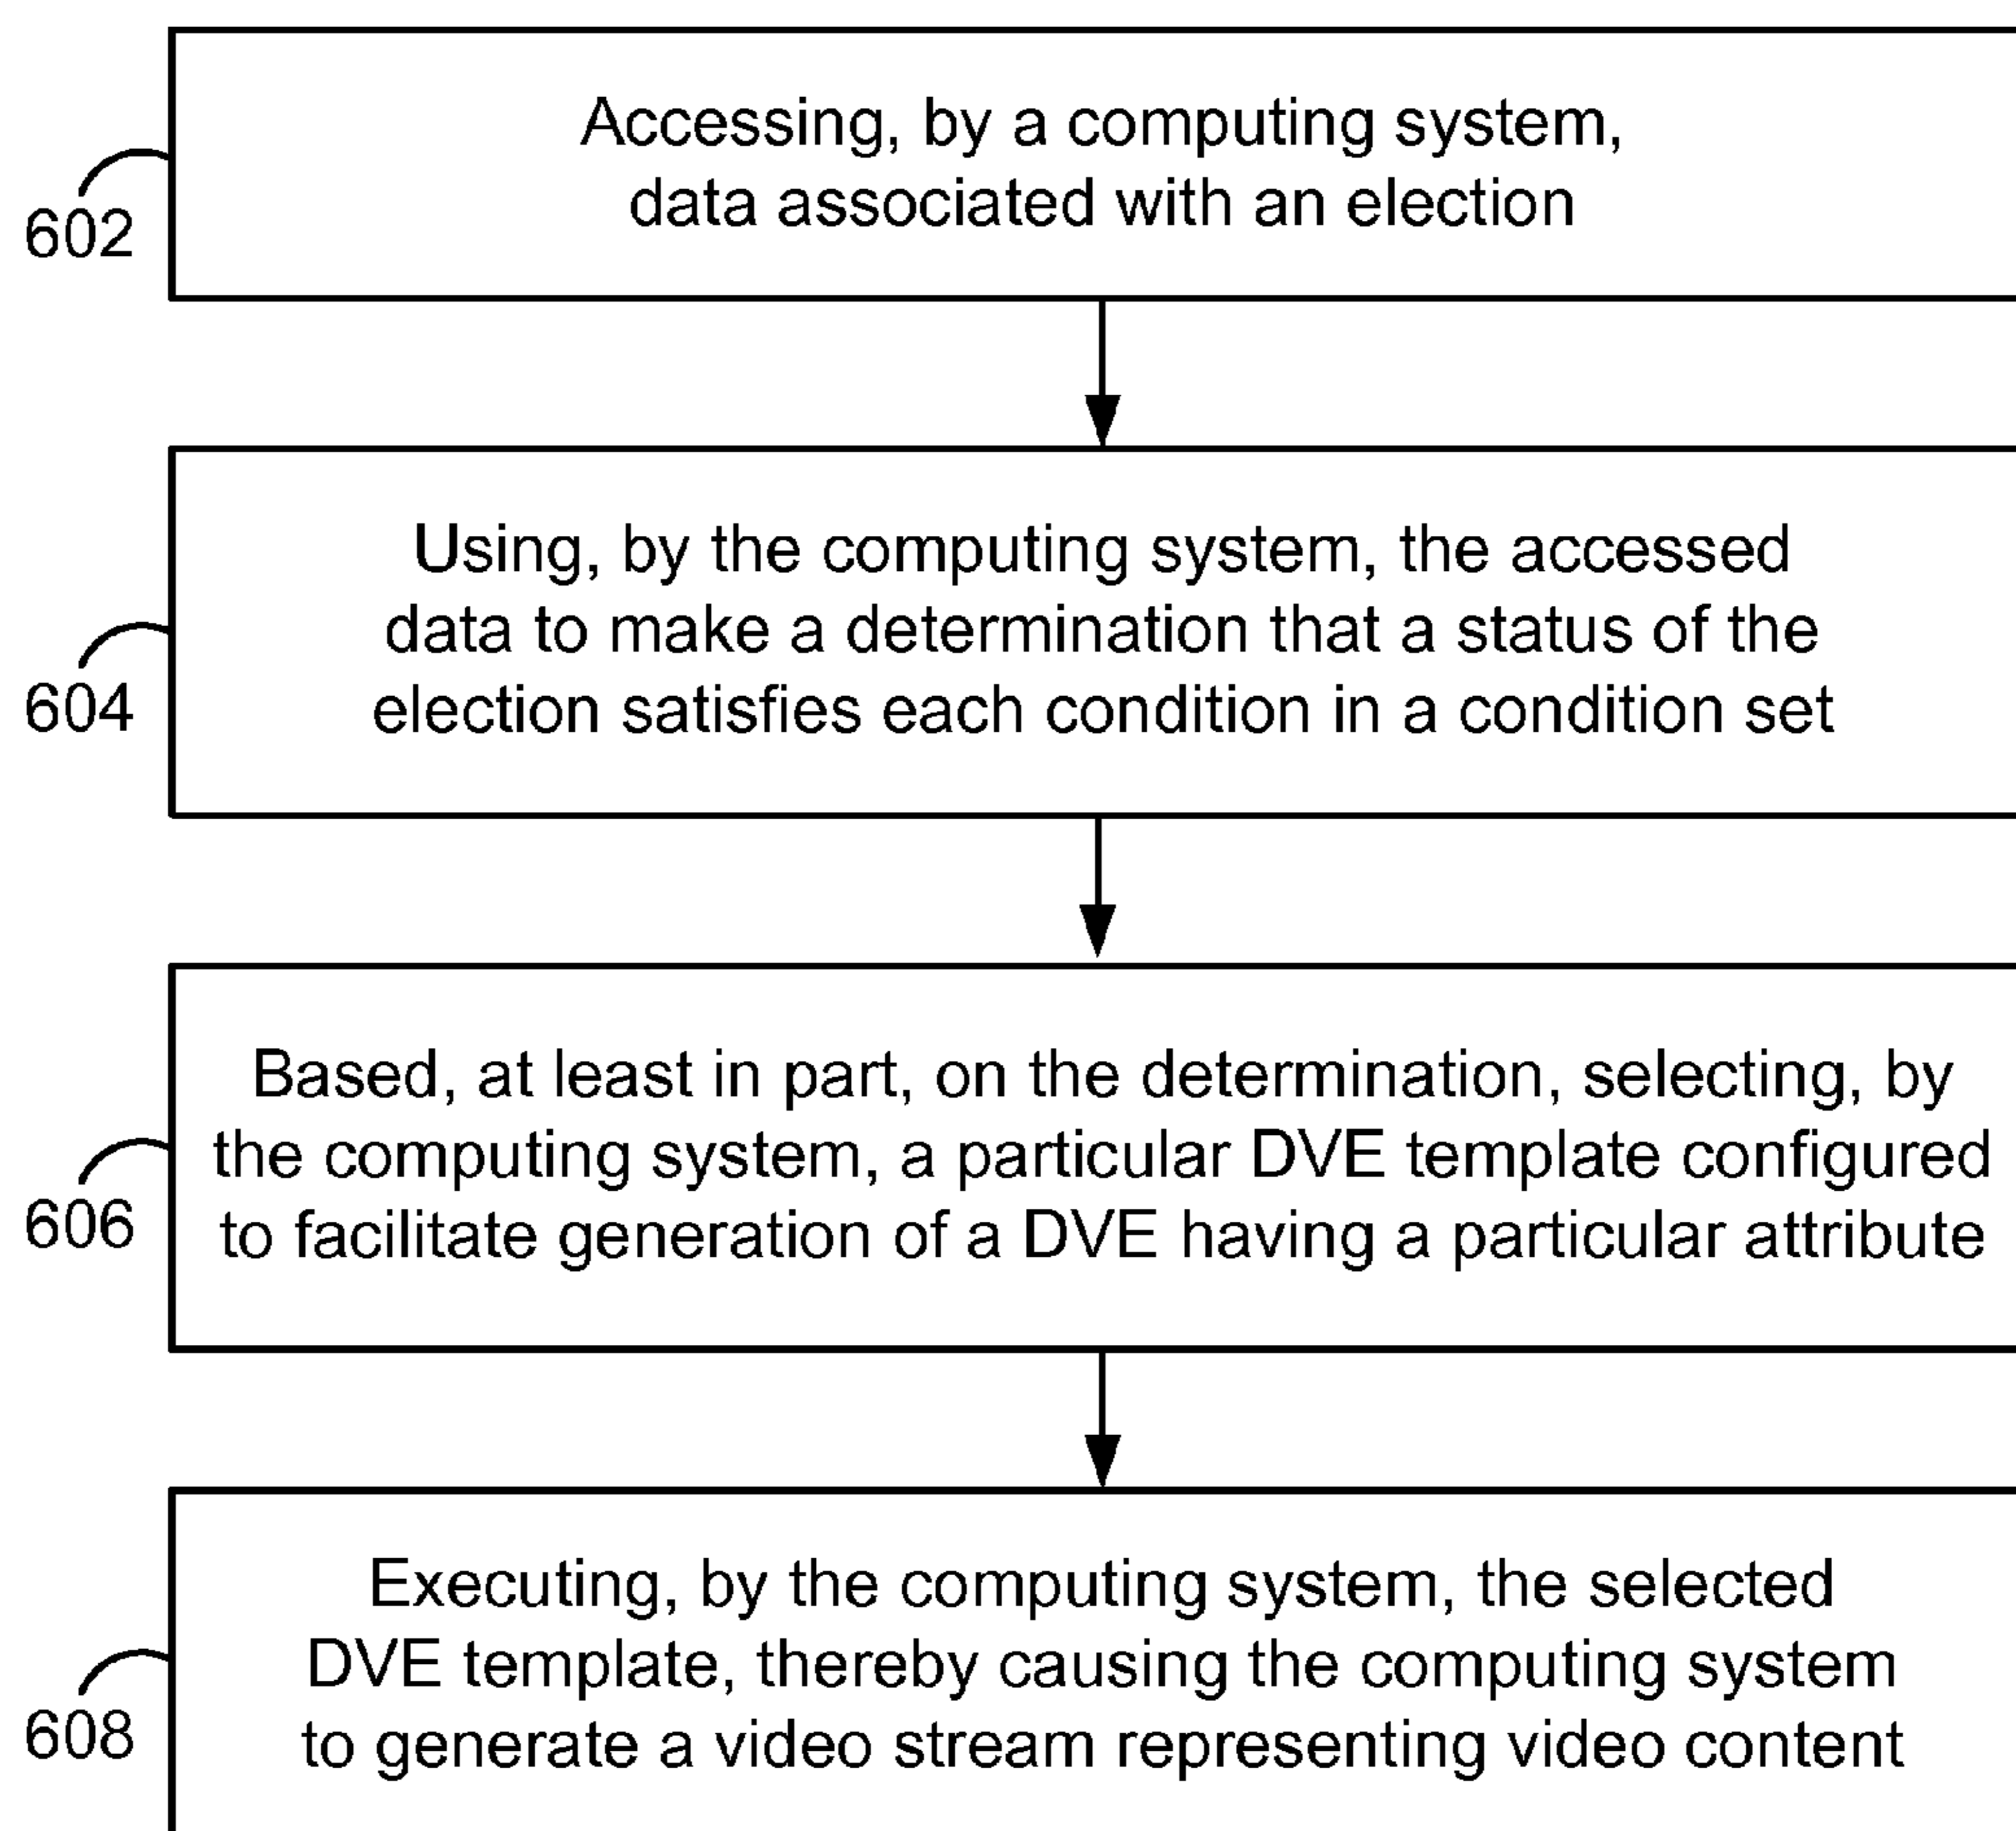 Accessing, by a computing system,
data associated with an election
602
Using, by the computing system, the accessed
data to make a determination that a status of the
election satisfies each condition in a condition set
604
Based, at least in part, on the determination, selecting, by
the computing system, a particular DVE template configured
to facilitate generation of a DVE having a particular attribute
606
Executing, by the computing system, the selected
DVE template, thereby causing the computing system
to generate a video stream representing video content
608